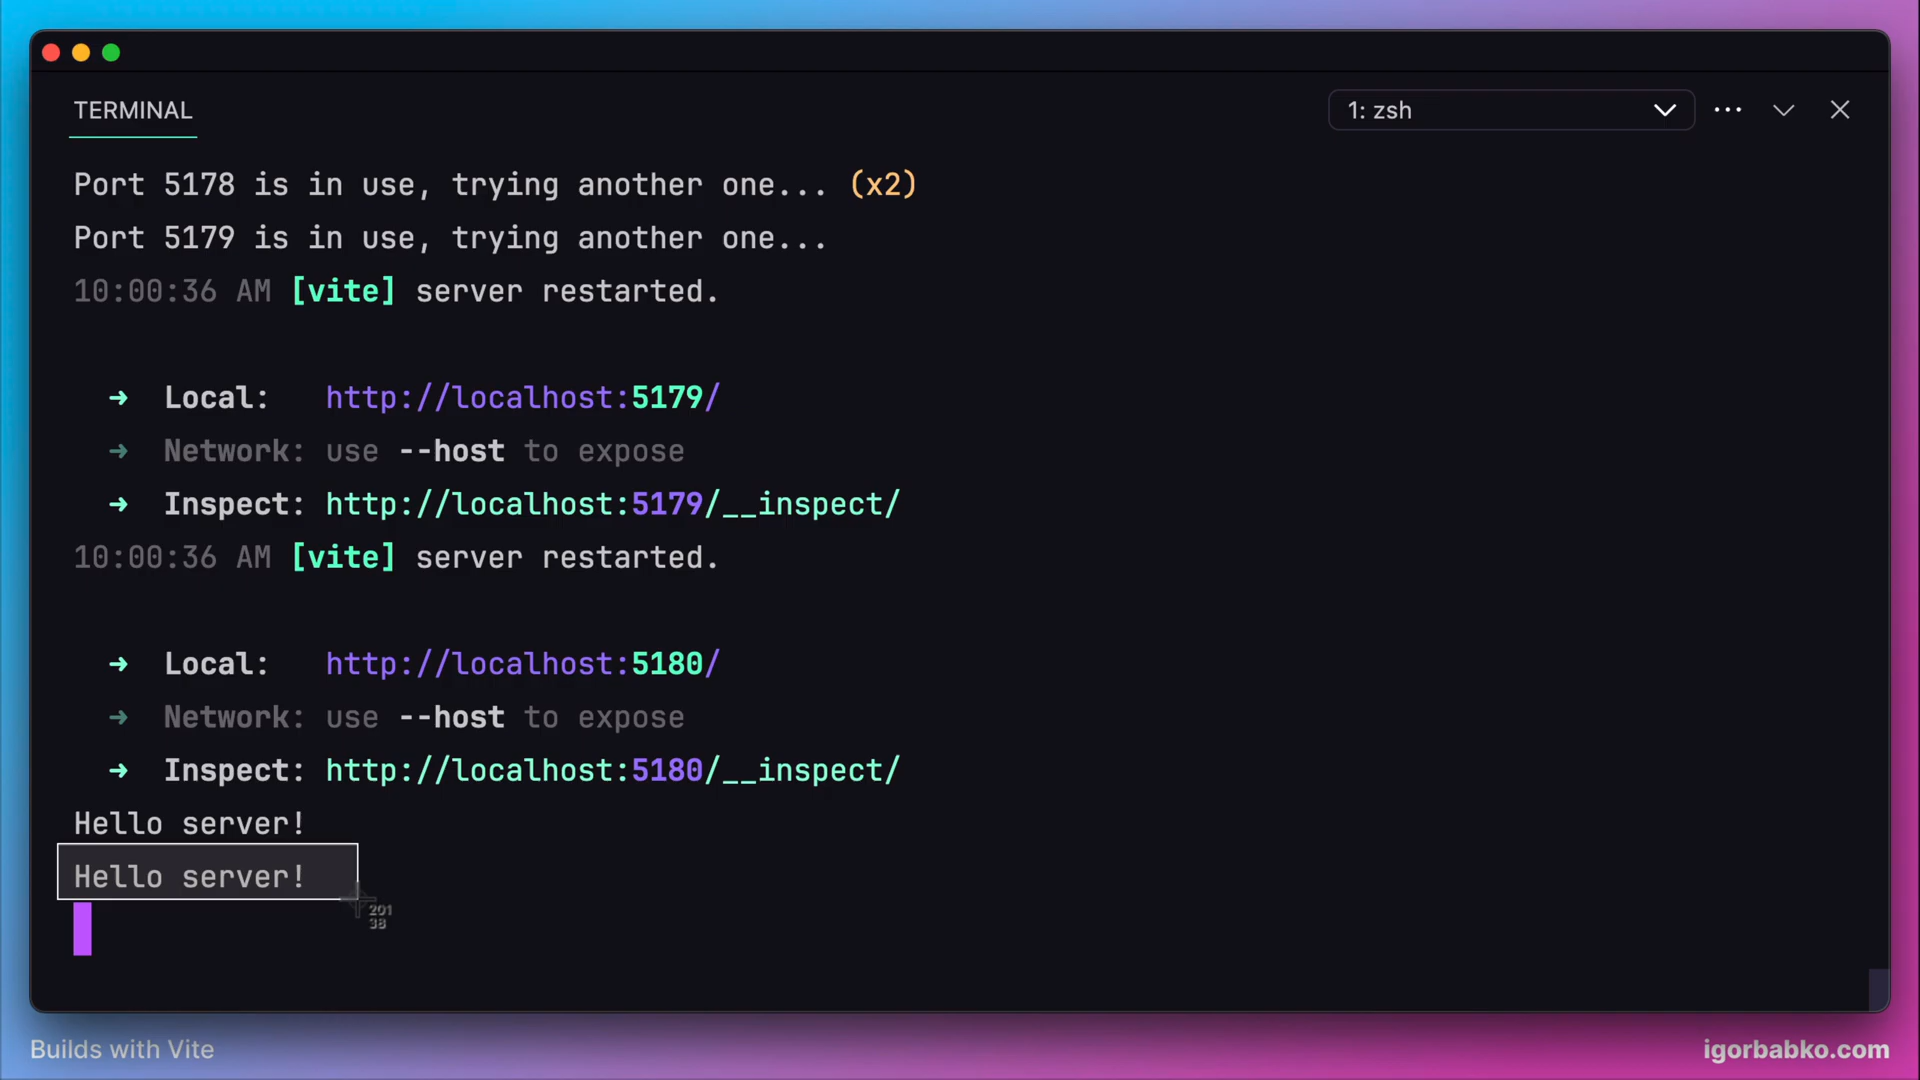 TERMINAL
1: zsh
Port 5178 is in use, trying another one... (x2)
Port 5179 is in use, trying another one...
10:00:36 AM [vite] server restarted.
➜ Local: http://localhost:5179/
➜ Network: use --host to expose
➜ Inspect: http://localhost:5179/__inspect/
10:00:36 AM [vite] server restarted.
➜ Local: http://localhost:5180/
➜ Network: use --host to expose
➜ Inspect: http://localhost:5180/__inspect/
Hello server!
Hello server!
201
38
Builds with Vite
igorbabko.com